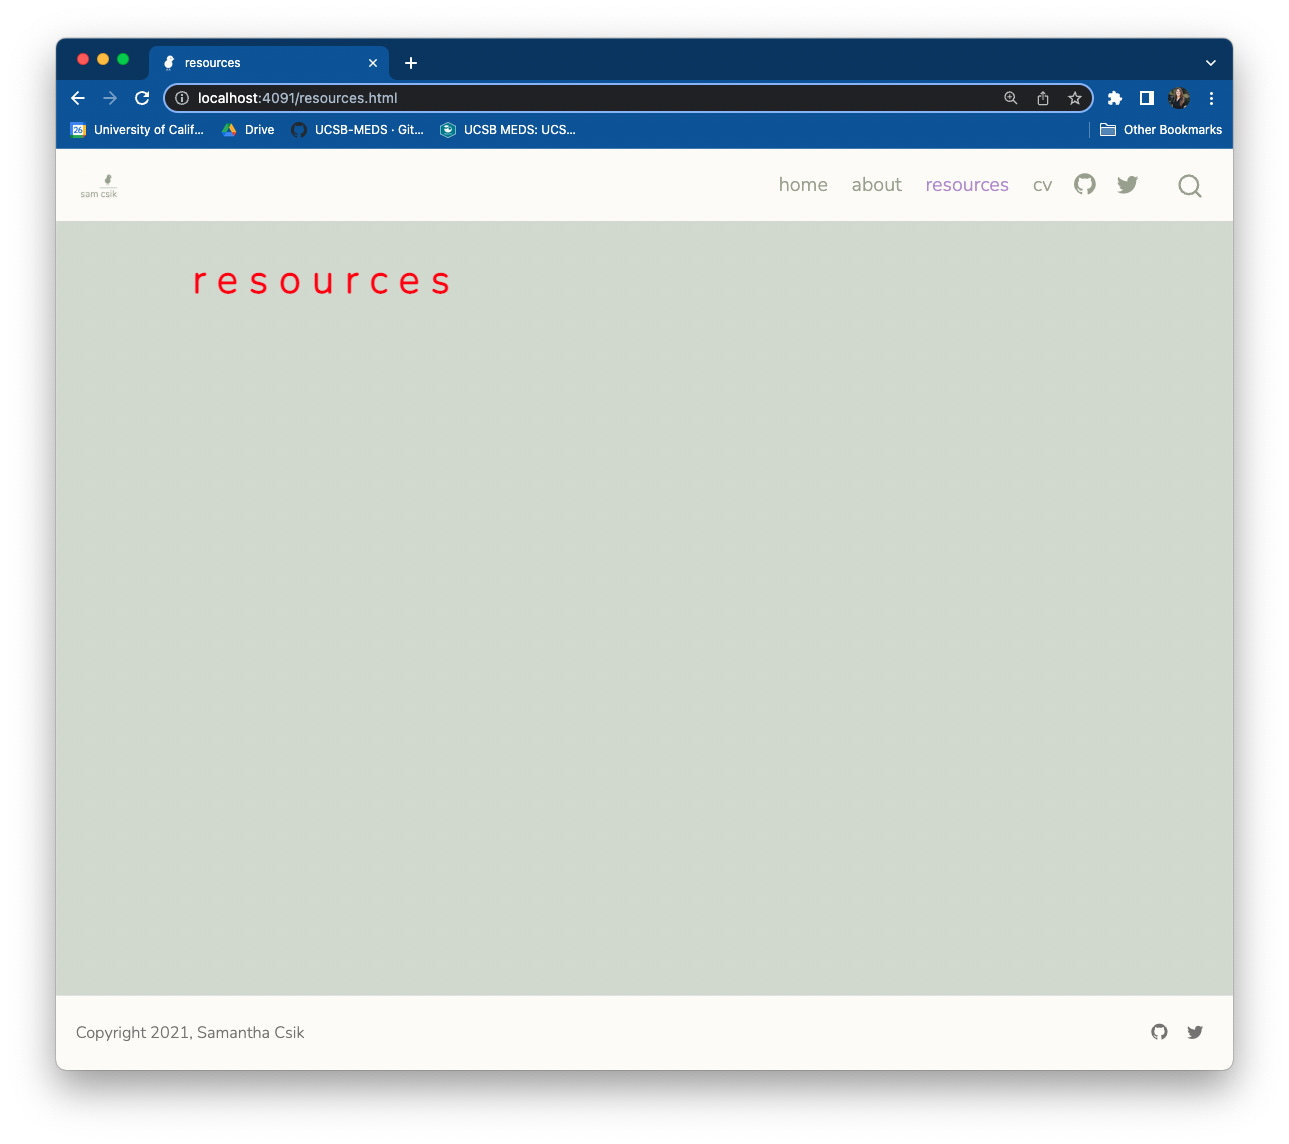 resources
localhost:4091/resources.html
26 University of Calif... Drive UCSB-MEDS · Git... UCSB MEDS: UCS... Other Bookmarks
sam csik
home about resources cv
resources
Copyright 2021, Samantha Csik